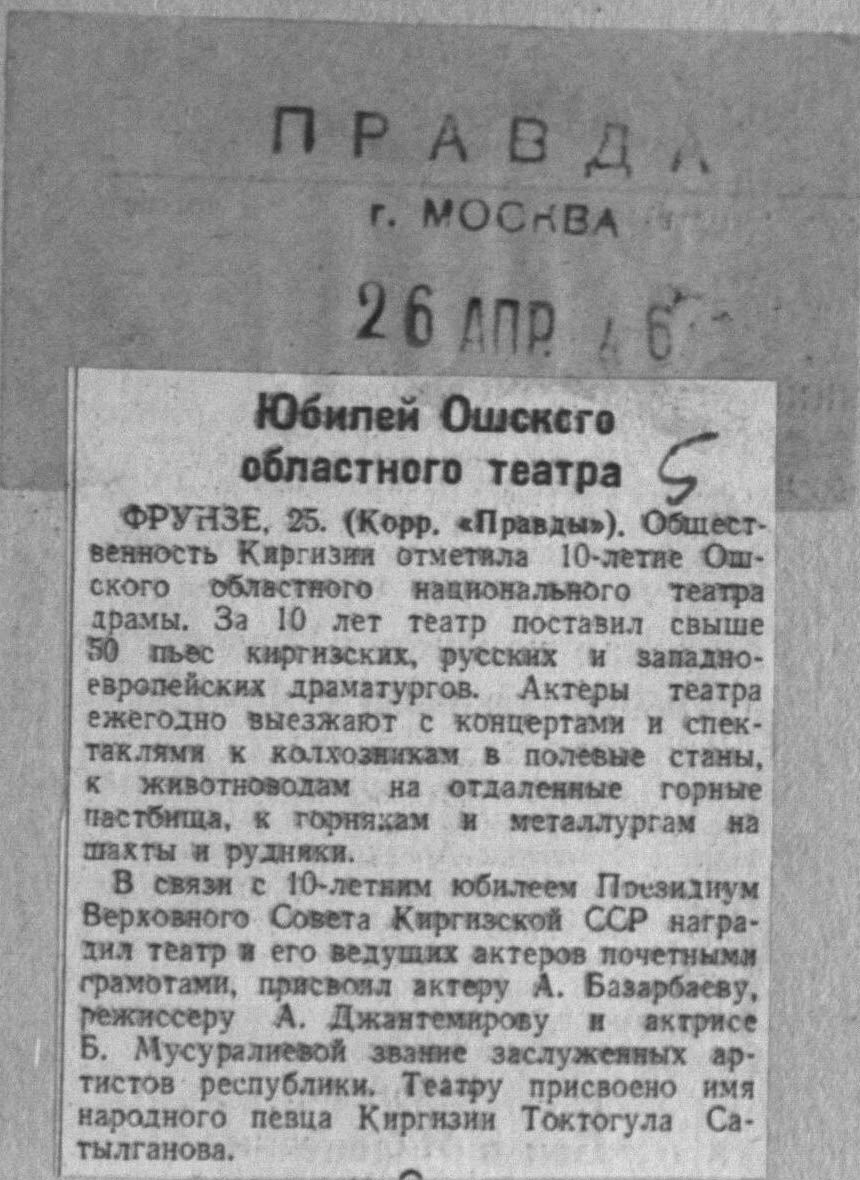 ПРАВДА
г. МОСКВА
26 АПР 46
Юбилей Ошского
областного театра
5
ФРУНЗЕ, 25. (Корр. «Правды»). Общест-
венность Киргизии отметила 10-летие Ош-
ского областного национального театра
драмы. За 10 лет театр поставил свыше
50 пьес киргизских, русских и западно-
европейских драматургов. Актеры театра
ежегодно выезжают с концертами и спек-
таклями к колхозникам в полевые станы,
к животноводам на отдаленные горные
пастбища, к горнякам и металлургам на
шахты и рудники.
В связи с 10-летним юбилеем Президиум
Верховного Совета Киргизской ССР награ-
дил театр и его ведущих актеров почетными
грамотами, присвоил актеру А. Базарбаеву,
режиссеру А. Джантемирову и актрисе
Б. Мусуралиевой звание заслуженных ар-
тистов республики. Театру присвоено имя
народного певца Киргизии Токтогула Са-
тылганова.